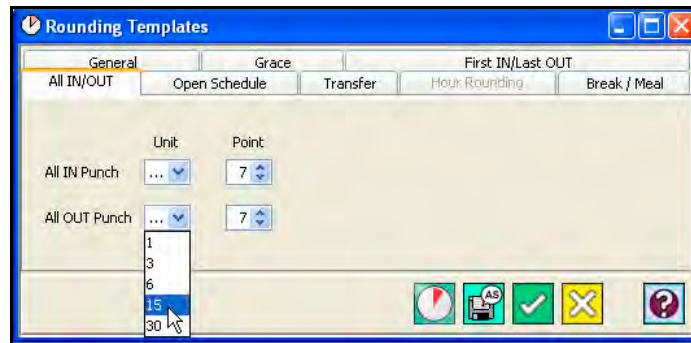 Rounding Templates
General Grace First IN/Last OUT
All IN/OUT Open Schedule Transfer Hour Rounding Break / Meal
Unit Point
All IN Punch ... 7
All OUT Punch ... 7
1
3
6
15
30
AS
?